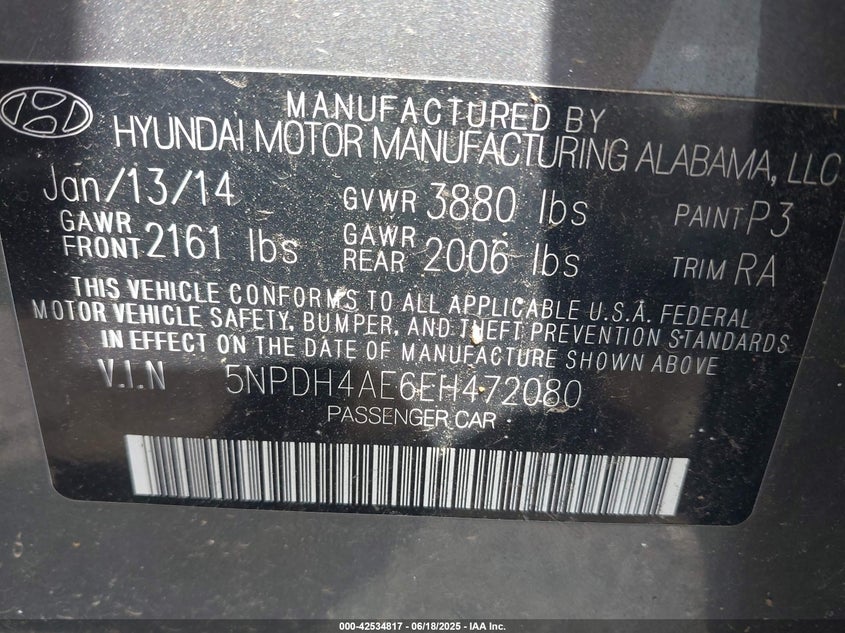 MANUFACTURED BY
HYUNDAI MOTOR MANUFACTURING ALABAMA, LLC
Jan/13/14 GVWR 3880 lbs PAINT P3
GAWR FRONT 2161 lbs GAWR REAR 2006 lbs TRIM RA
THIS VEHICLE CONFORMS TO ALL APPLICABLE U.S.A. FEDERAL
MOTOR VEHICLE SAFETY, BUMPER, AND THEFT PREVENTION STANDARDS
IN EFFECT ON THE DATE OF MANUFACTURE SHOWN ABOVE.
V.I.N 5NPDH4AE6EH472080
PASSENGER CAR
000-42534817 - 06/18/2025 - IAA Inc.